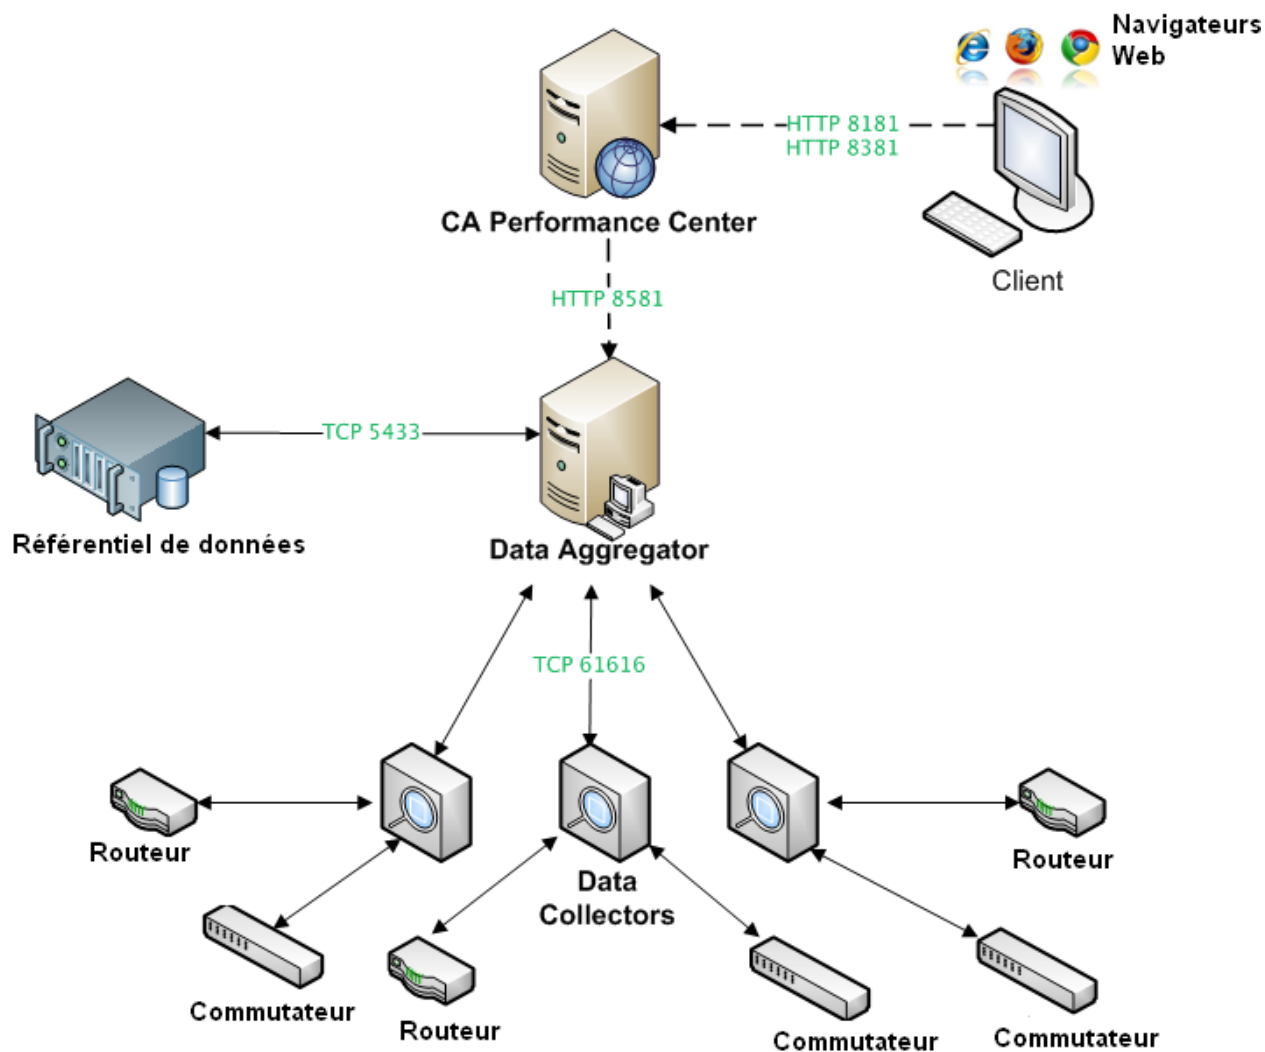 Navigateurs
Web
HTTP 8181
HTTP 8381
CA Performance Center
Client
HTTP 8581
TCP 5433
Référentiel de données
Data Aggregator
TCP 61616
Routeur
Data
Collectors
Routeur
Commutateur
Routeur
Commutateur
Commutateur